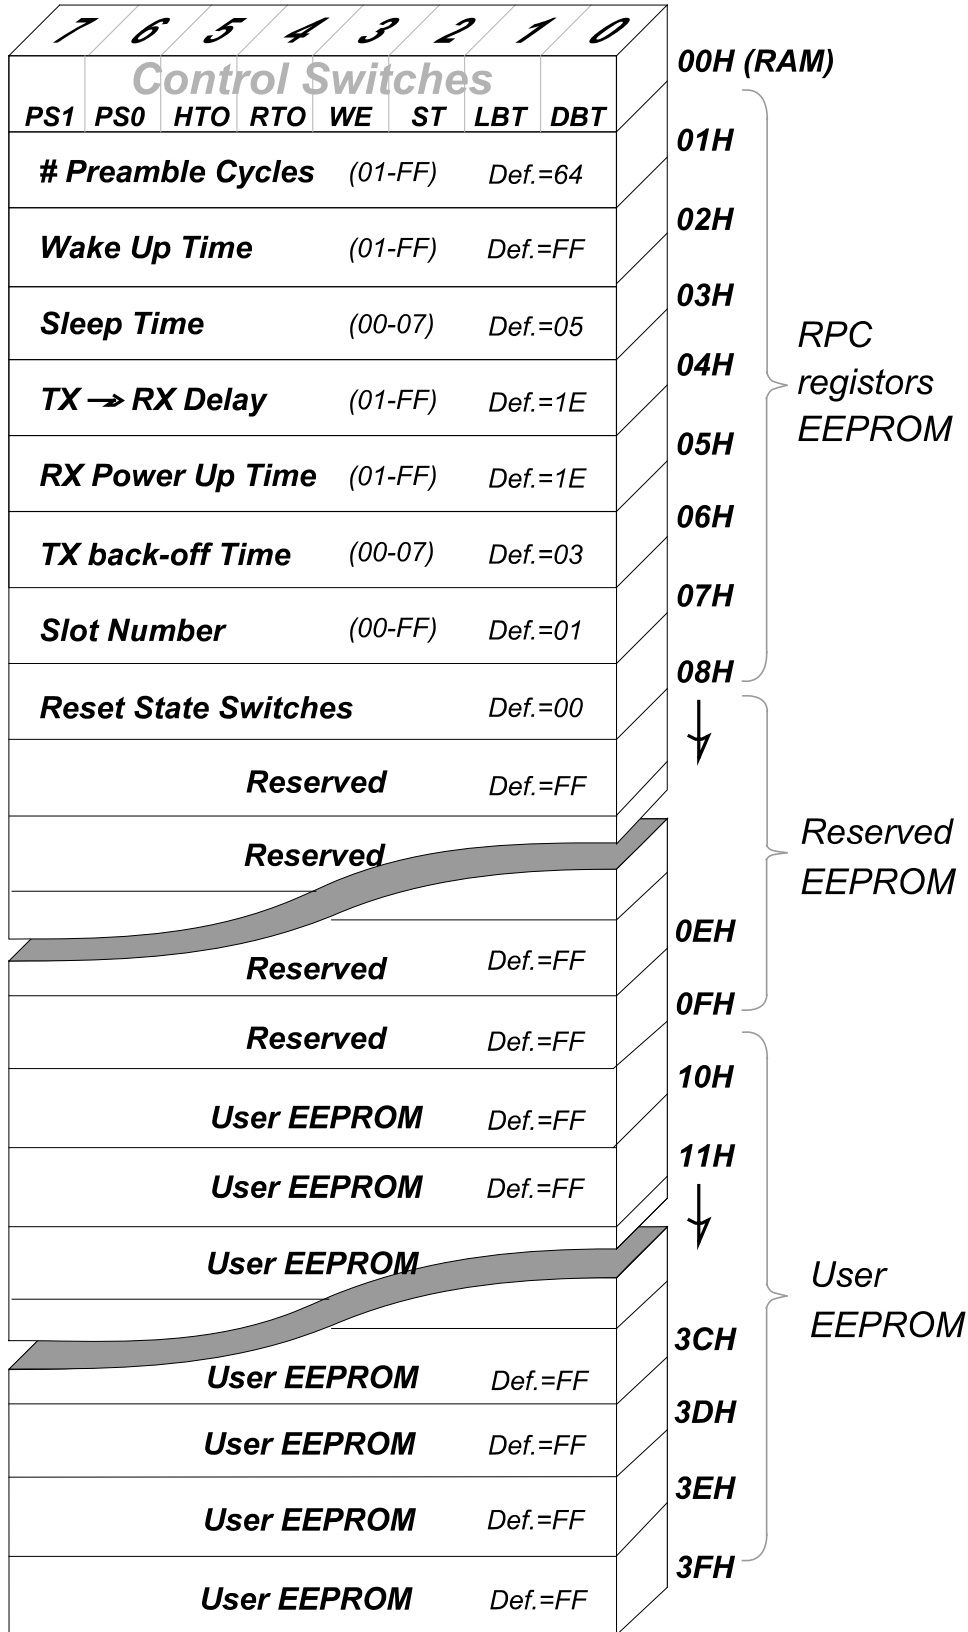 7 6 5 4 3 2 1 0
Control Switches
PS1 PS0 HTO RTO WE ST LBT DBT
00H (RAM)
# Preamble Cycles (01-FF) Def.=64
01H
Wake Up Time (01-FF) Def.=FF
02H
Sleep Time (00-07) Def.=05
03H
TX RX Delay (01-FF) Def.=1E
04H
RX Power Up Time (01-FF) Def.=1E
05H
TX back-off Time (00-07) Def.=03
06H
Slot Number (00-FF) Def.=01
07H
Reset State Switches Def.=00
08H
RPC
registors
EEPROM
Reserved Def.=FF
Reserved
Reserved Def.=FF
0EH
Reserved Def.=FF
0FH
Reserved
EEPROM
User EEPROM Def.=FF
10H
User EEPROM Def.=FF
11H
User EEPROM
User EEPROM Def.=FF
3CH
User EEPROM Def.=FF
3DH
User EEPROM Def.=FF
3EH
User EEPROM Def.=FF
3FH
User
EEPROM